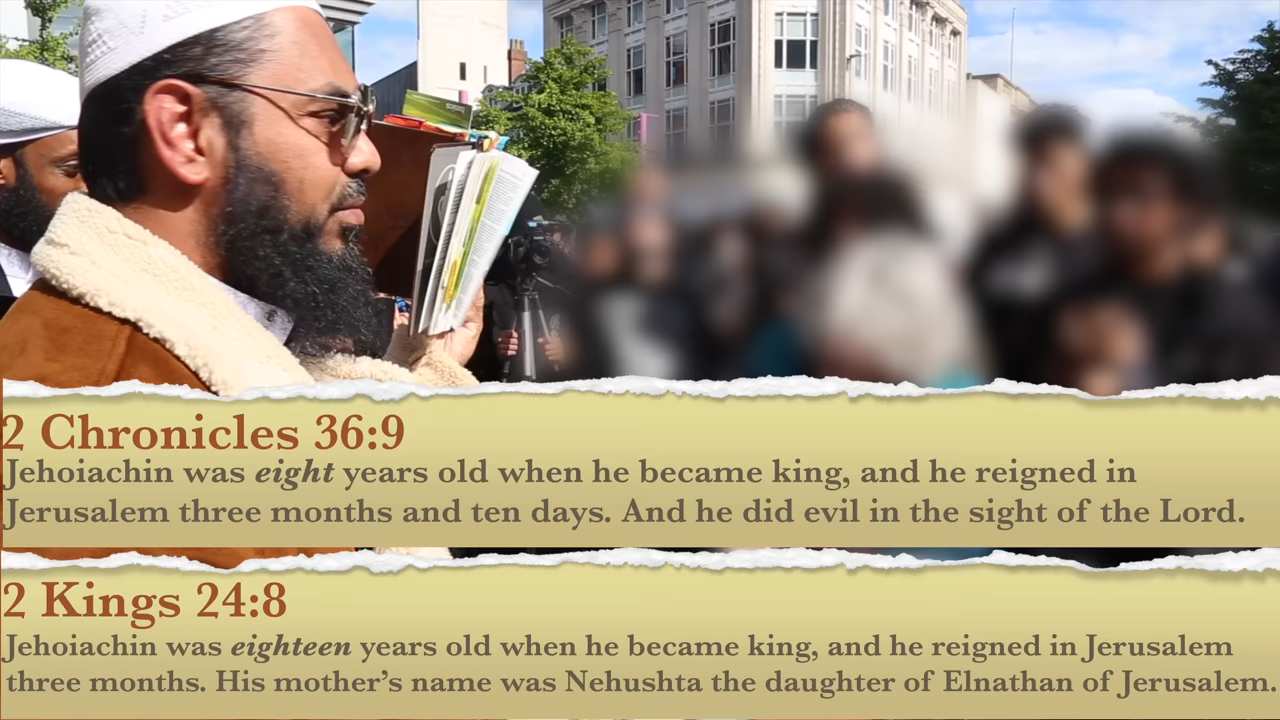 2 Chronicles 36:9
Jehoiachin was eight years old when he became king, and he reigned in
Jerusalem three months and ten days. And he did evil in the sight of the Lord.
2 Kings 24:8
Jehoiachin was eighteen years old when he became king, and he reigned in Jerusalem
three months. His mother’s name was Nehushta the daughter of Elnathan of Jerusalem.